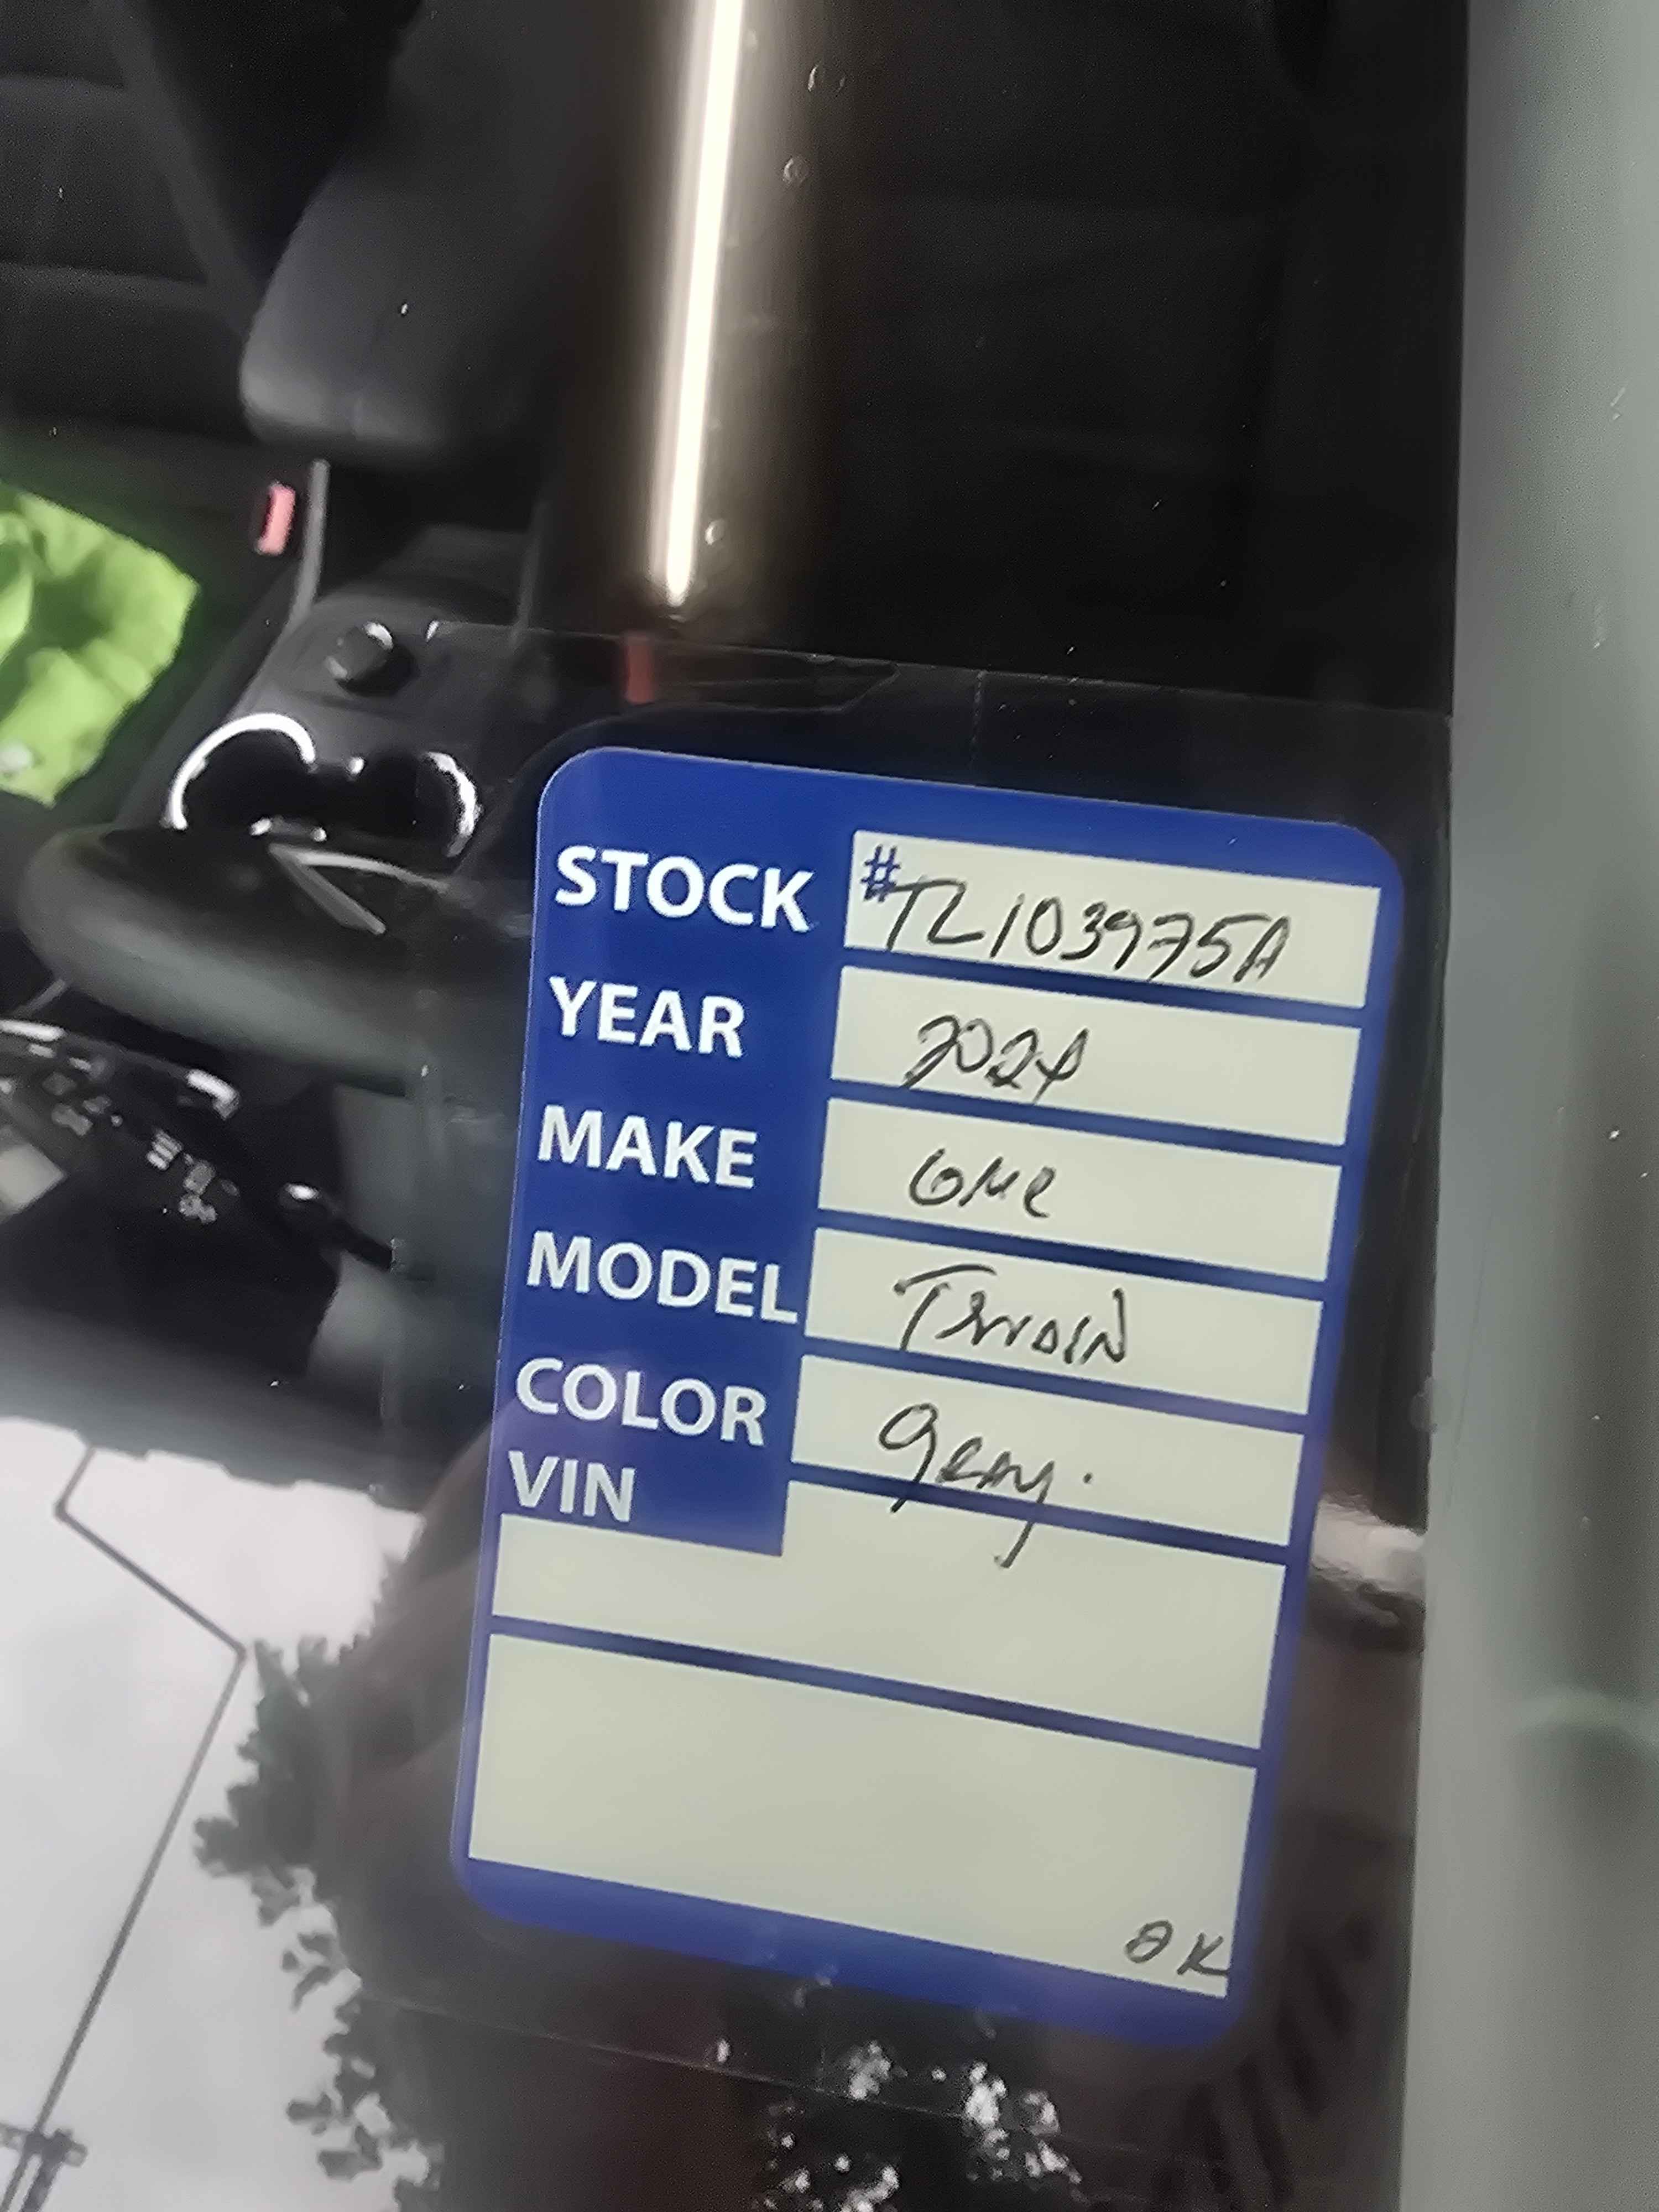 STOCK #TL103975A
YEAR 2024
MAKE GMC
MODEL Terrain
COLOR gray.
VIN
OK